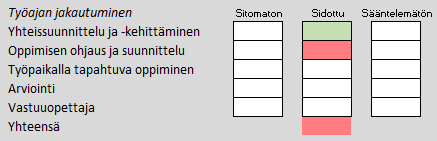 Työajan jakautuminen Sitomaton Sidottu Sääntelemätön
Yhteissuunnittelu ja -kehittäminen
Oppimisen ohjaus ja suunnittelu
Työpaikalla tapahtuva oppiminen
Arviointi
Vastuuopettaja
Yhteensä